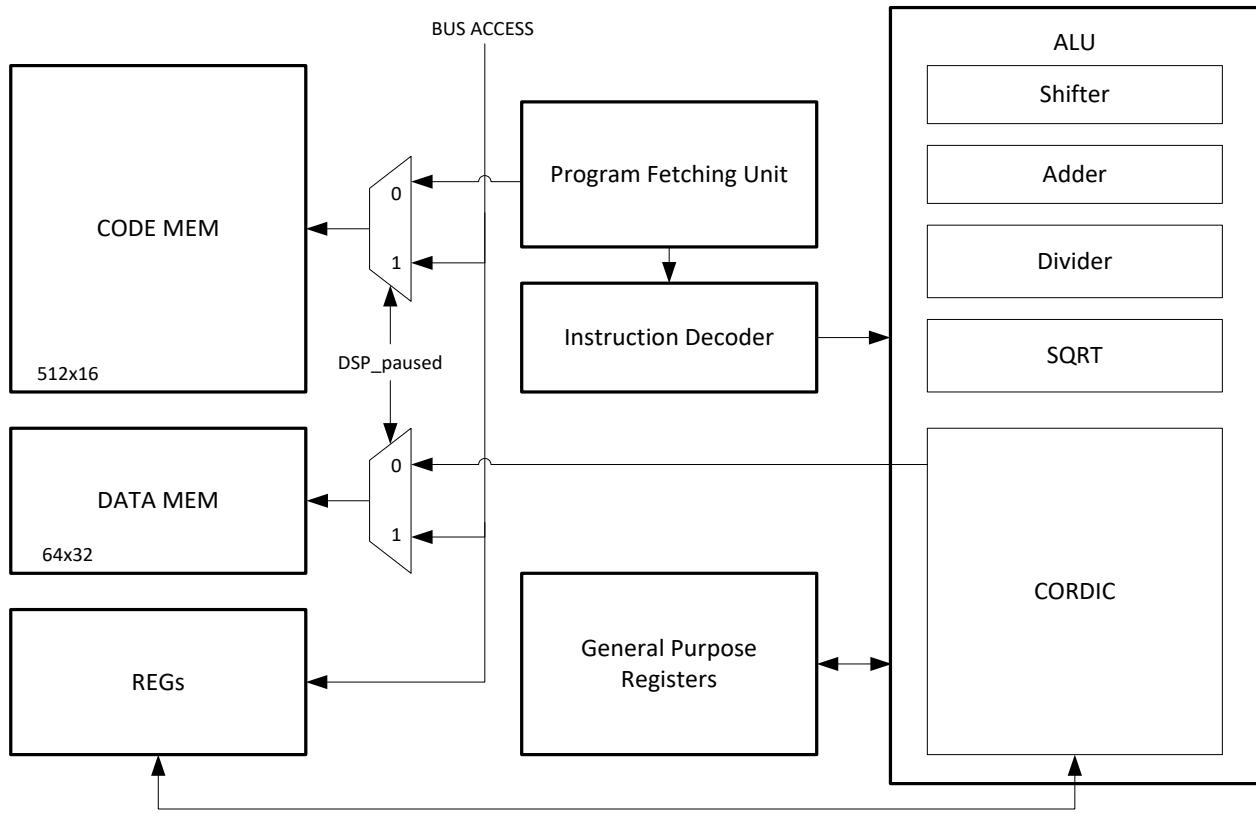 BUS ACCESS
ALU
Shifter
Adder
Divider
SQRT
CORDIC
Program Fetching Unit
Instruction Decoder
General Purpose
Registers
CODE MEM
512x16
0
1
DSP_paused
DATA MEM
64x32
0
1
REGs